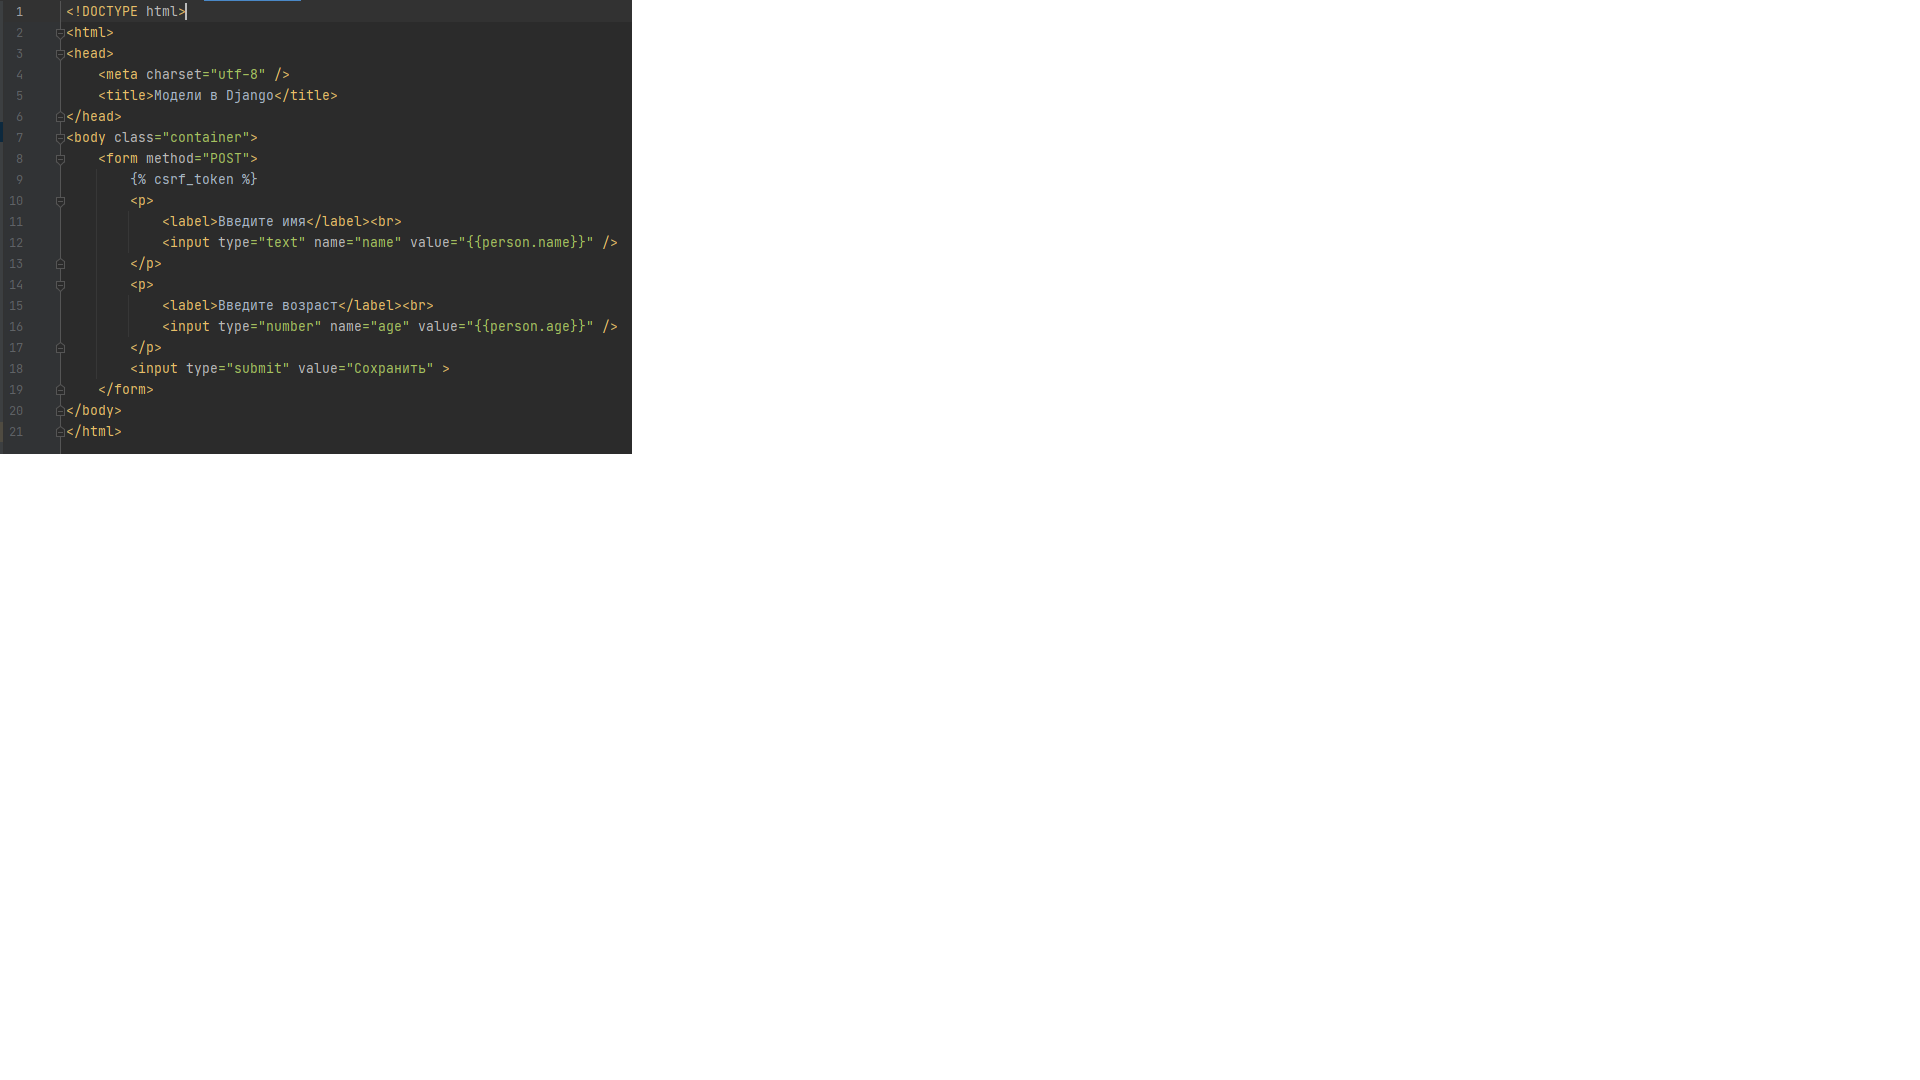 1 <!DOCTYPE html>
2 <html>
3 <head>
4     <meta charset="utf-8" />
5     <title>Модели в Django</title>
6 </head>
7 <body class="container">
8     <form method="POST">
9         {% csrf_token %}
10         <p>
11             <label>Введите имя</label><br>
12             <input type="text" name="name" value="{{person.name}}" />
13         </p>
14         <p>
15             <label>Введите возраст</label><br>
16             <input type="number" name="age" value="{{person.age}}" />
17         </p>
18         <input type="submit" value="Сохранить" >
19     </form>
20 </body>
21 </html>